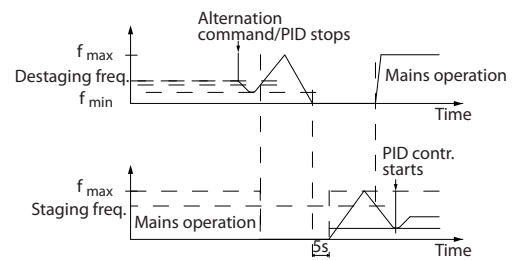 Alternation
command/PID stops
f max
Destaging freq.
f min
Mains operation
Time
PID contr.
starts
f max
Staging freq.
Mains operation
5s
Time